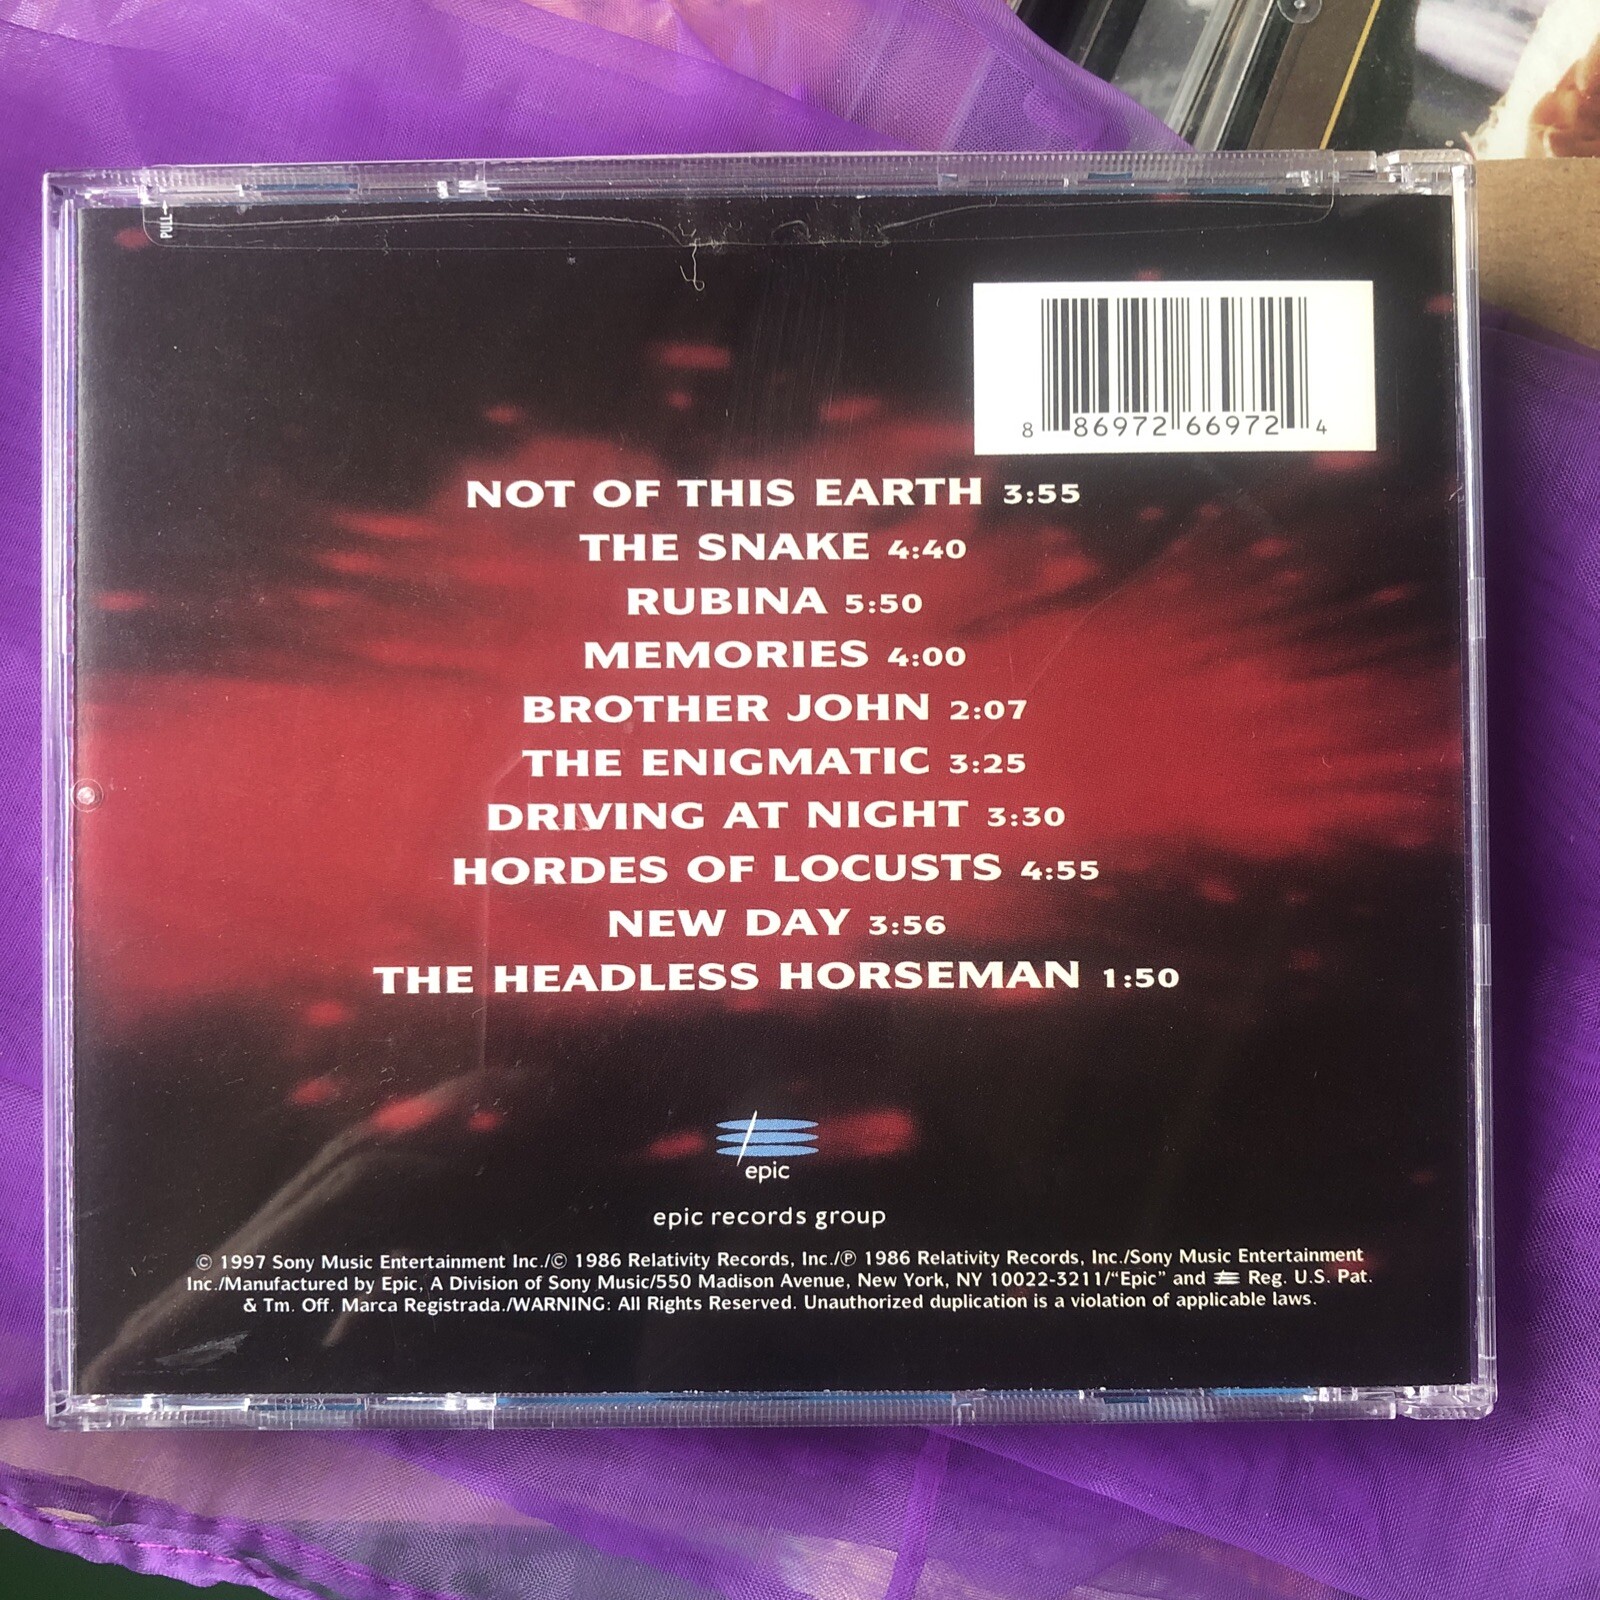 PULL
8 86972 66972 4
NOT OF THIS EARTH 3:55
THE SNAKE 4:40
RUBINA 5:50
MEMORIES 4:00
BROTHER JOHN 2:07
THE ENIGMATIC 3:25
DRIVING AT NIGHT 3:30
HORDES OF LOCUSTS 4:55
NEW DAY 3:56
THE HEADLESS HORSEMAN 1:50
epic
epic records group
© 1997 Sony Music Entertainment Inc./© 1986 Relativity Records, Inc./℗ 1986 Relativity Records, Inc./Sony Music Entertainment
Inc./Manufactured by Epic, A Division of Sony Music/550 Madison Avenue, New York, NY 10022-3211/“Epic” and Reg. U.S. Pat.
& Tm. Off. Marca Registrada./WARNING: All Rights Reserved. Unauthorized duplication is a violation of applicable laws.